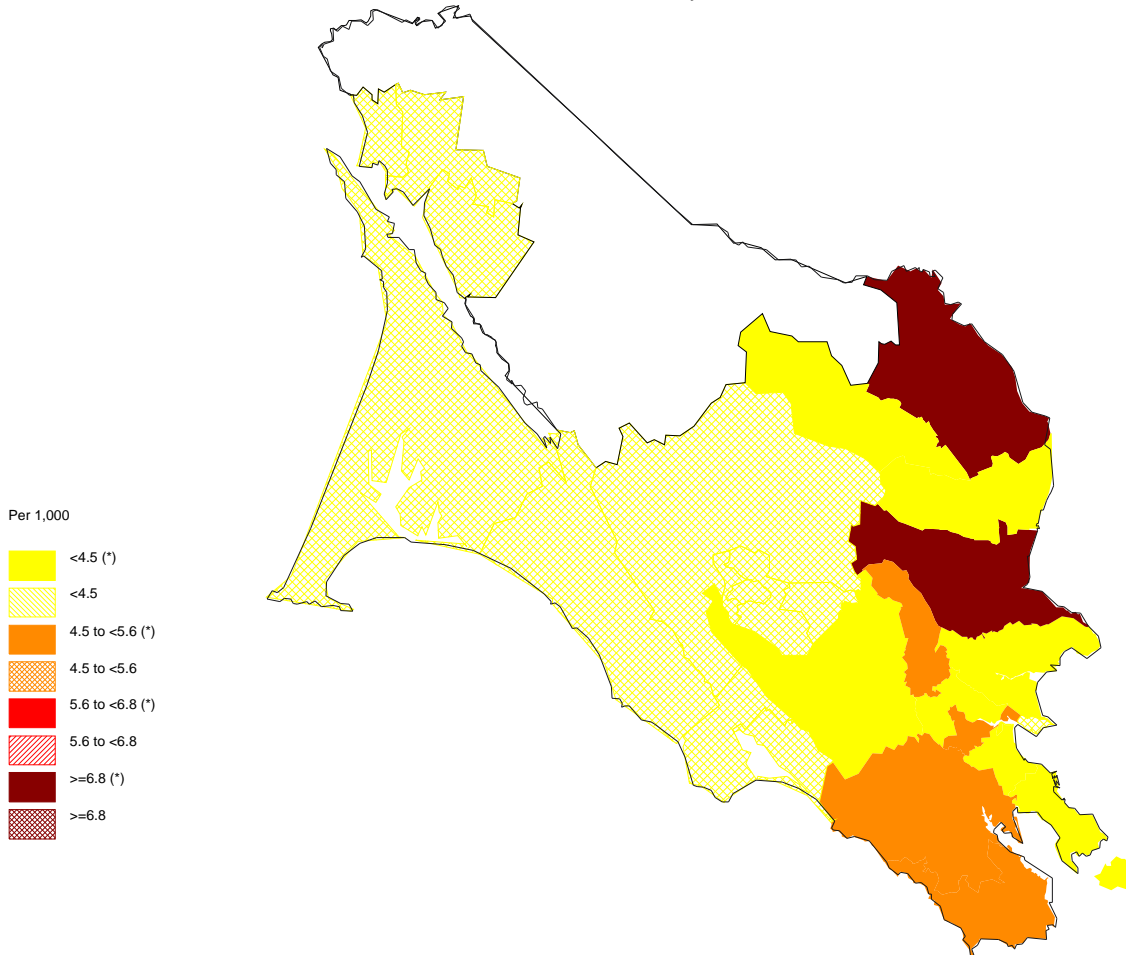 Per 1,000
<4.5 (*)
<4.5
4.5 to <5.6 (*)
4.5 to <5.6
5.6 to <6.8 (*)
5.6 to <6.8
>=6.8 (*)
>=6.8